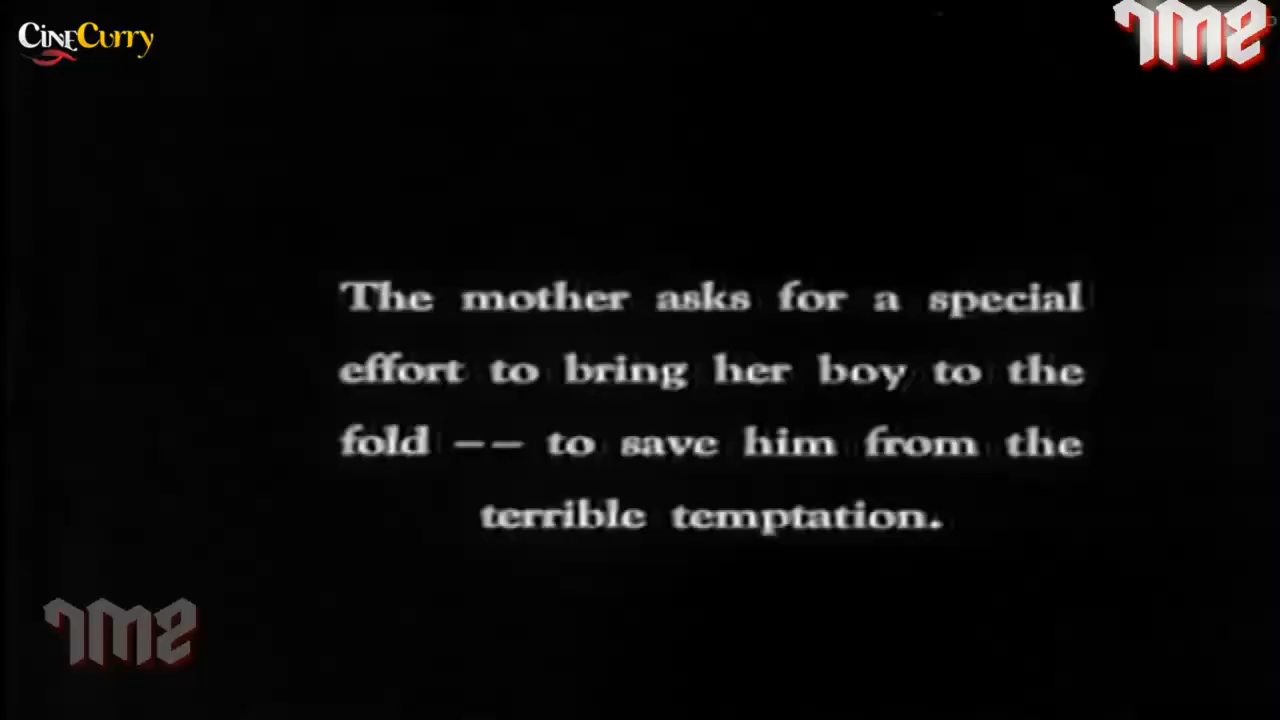 CineCurry
The mother asks for a special
effort to bring her boy to the
fold -- to save him from the
terrible temptation.